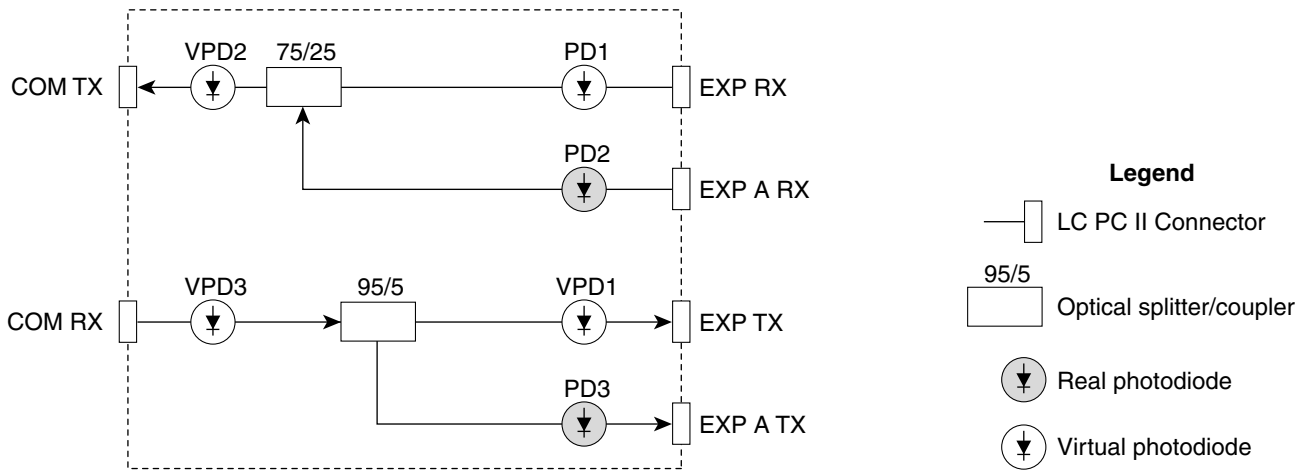 VPD2
75/25
PD1
COM TX
EXP RX
PD2
EXP A RX
VPD3
95/5
VPD1
COM RX
EXP TX
PD3
EXP A TX
Legend
LC PC II Connector
95/5
Optical splitter/coupler
Real photodiode
Virtual photodiode